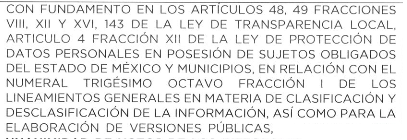 CON FUNDAMENTO EN LOS ARTÍCULOS 48, 49 FRACCIONES
VIII, XII Y XVI, 143 DE LA LEY DE TRANSPARENCIA LOCAL,
ARTICULO 4 FRACCIÓN XII DE LA LEY DE PROTECCIÓN DE
DATOS PERSONALES EN POSESIÓN DE SUJETOS OBLIGADOS
DEL ESTADO DE MÉXICO Y MUNICIPIOS, EN RELACIÓN CON EL
NUMERAL TRIGÉSIMO OCTAVO FRACCIÓN I DE LOS
LINEAMIENTOS GENERALES EN MATERIA DE CLASIFICACIÓN Y
DESCLASIFICACIÓN DE LA INFORMACIÓN, ASÍ COMO PARA LA
ELABORACIÓN DE VERSIONES PÚBLICAS,